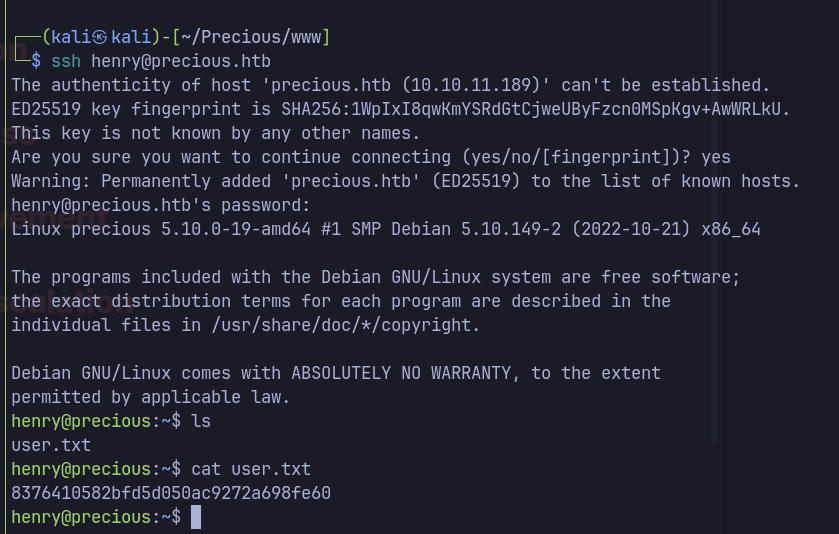 ┌──(kali㉿kali)-[~/Precious/www]
└─$ ssh henry@precious.htb
The authenticity of host 'precious.htb (10.10.11.189)' can't be established.
ED25519 key fingerprint is SHA256:1WpIxI8qwKmYSRdGtCjweUByFzcn0MSpKgv+AwWRLkU.
This key is not known by any other names.
Are you sure you want to continue connecting (yes/no/[fingerprint])? yes
Warning: Permanently added 'precious.htb' (ED25519) to the list of known hosts.
henry@precious.htb's password:
Linux precious 5.10.0-19-amd64 #1 SMP Debian 5.10.149-2 (2022-10-21) x86_64

The programs included with the Debian GNU/Linux system are free software;
the exact distribution terms for each program are described in the
individual files in /usr/share/doc/*/copyright.

Debian GNU/Linux comes with ABSOLUTELY NO WARRANTY, to the extent
permitted by applicable law.
henry@precious:~$ ls
user.txt
henry@precious:~$ cat user.txt
8376410582bfd5d050ac9272a698fe60
henry@precious:~$